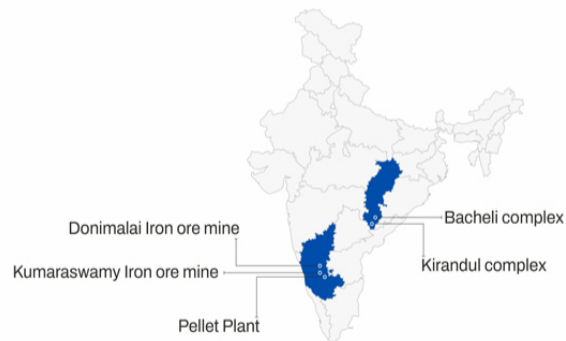 Bacheli complex
Donimalai Iron ore mine
Kirandul complex
Kumaraswamy Iron ore mine
Pellet Plant